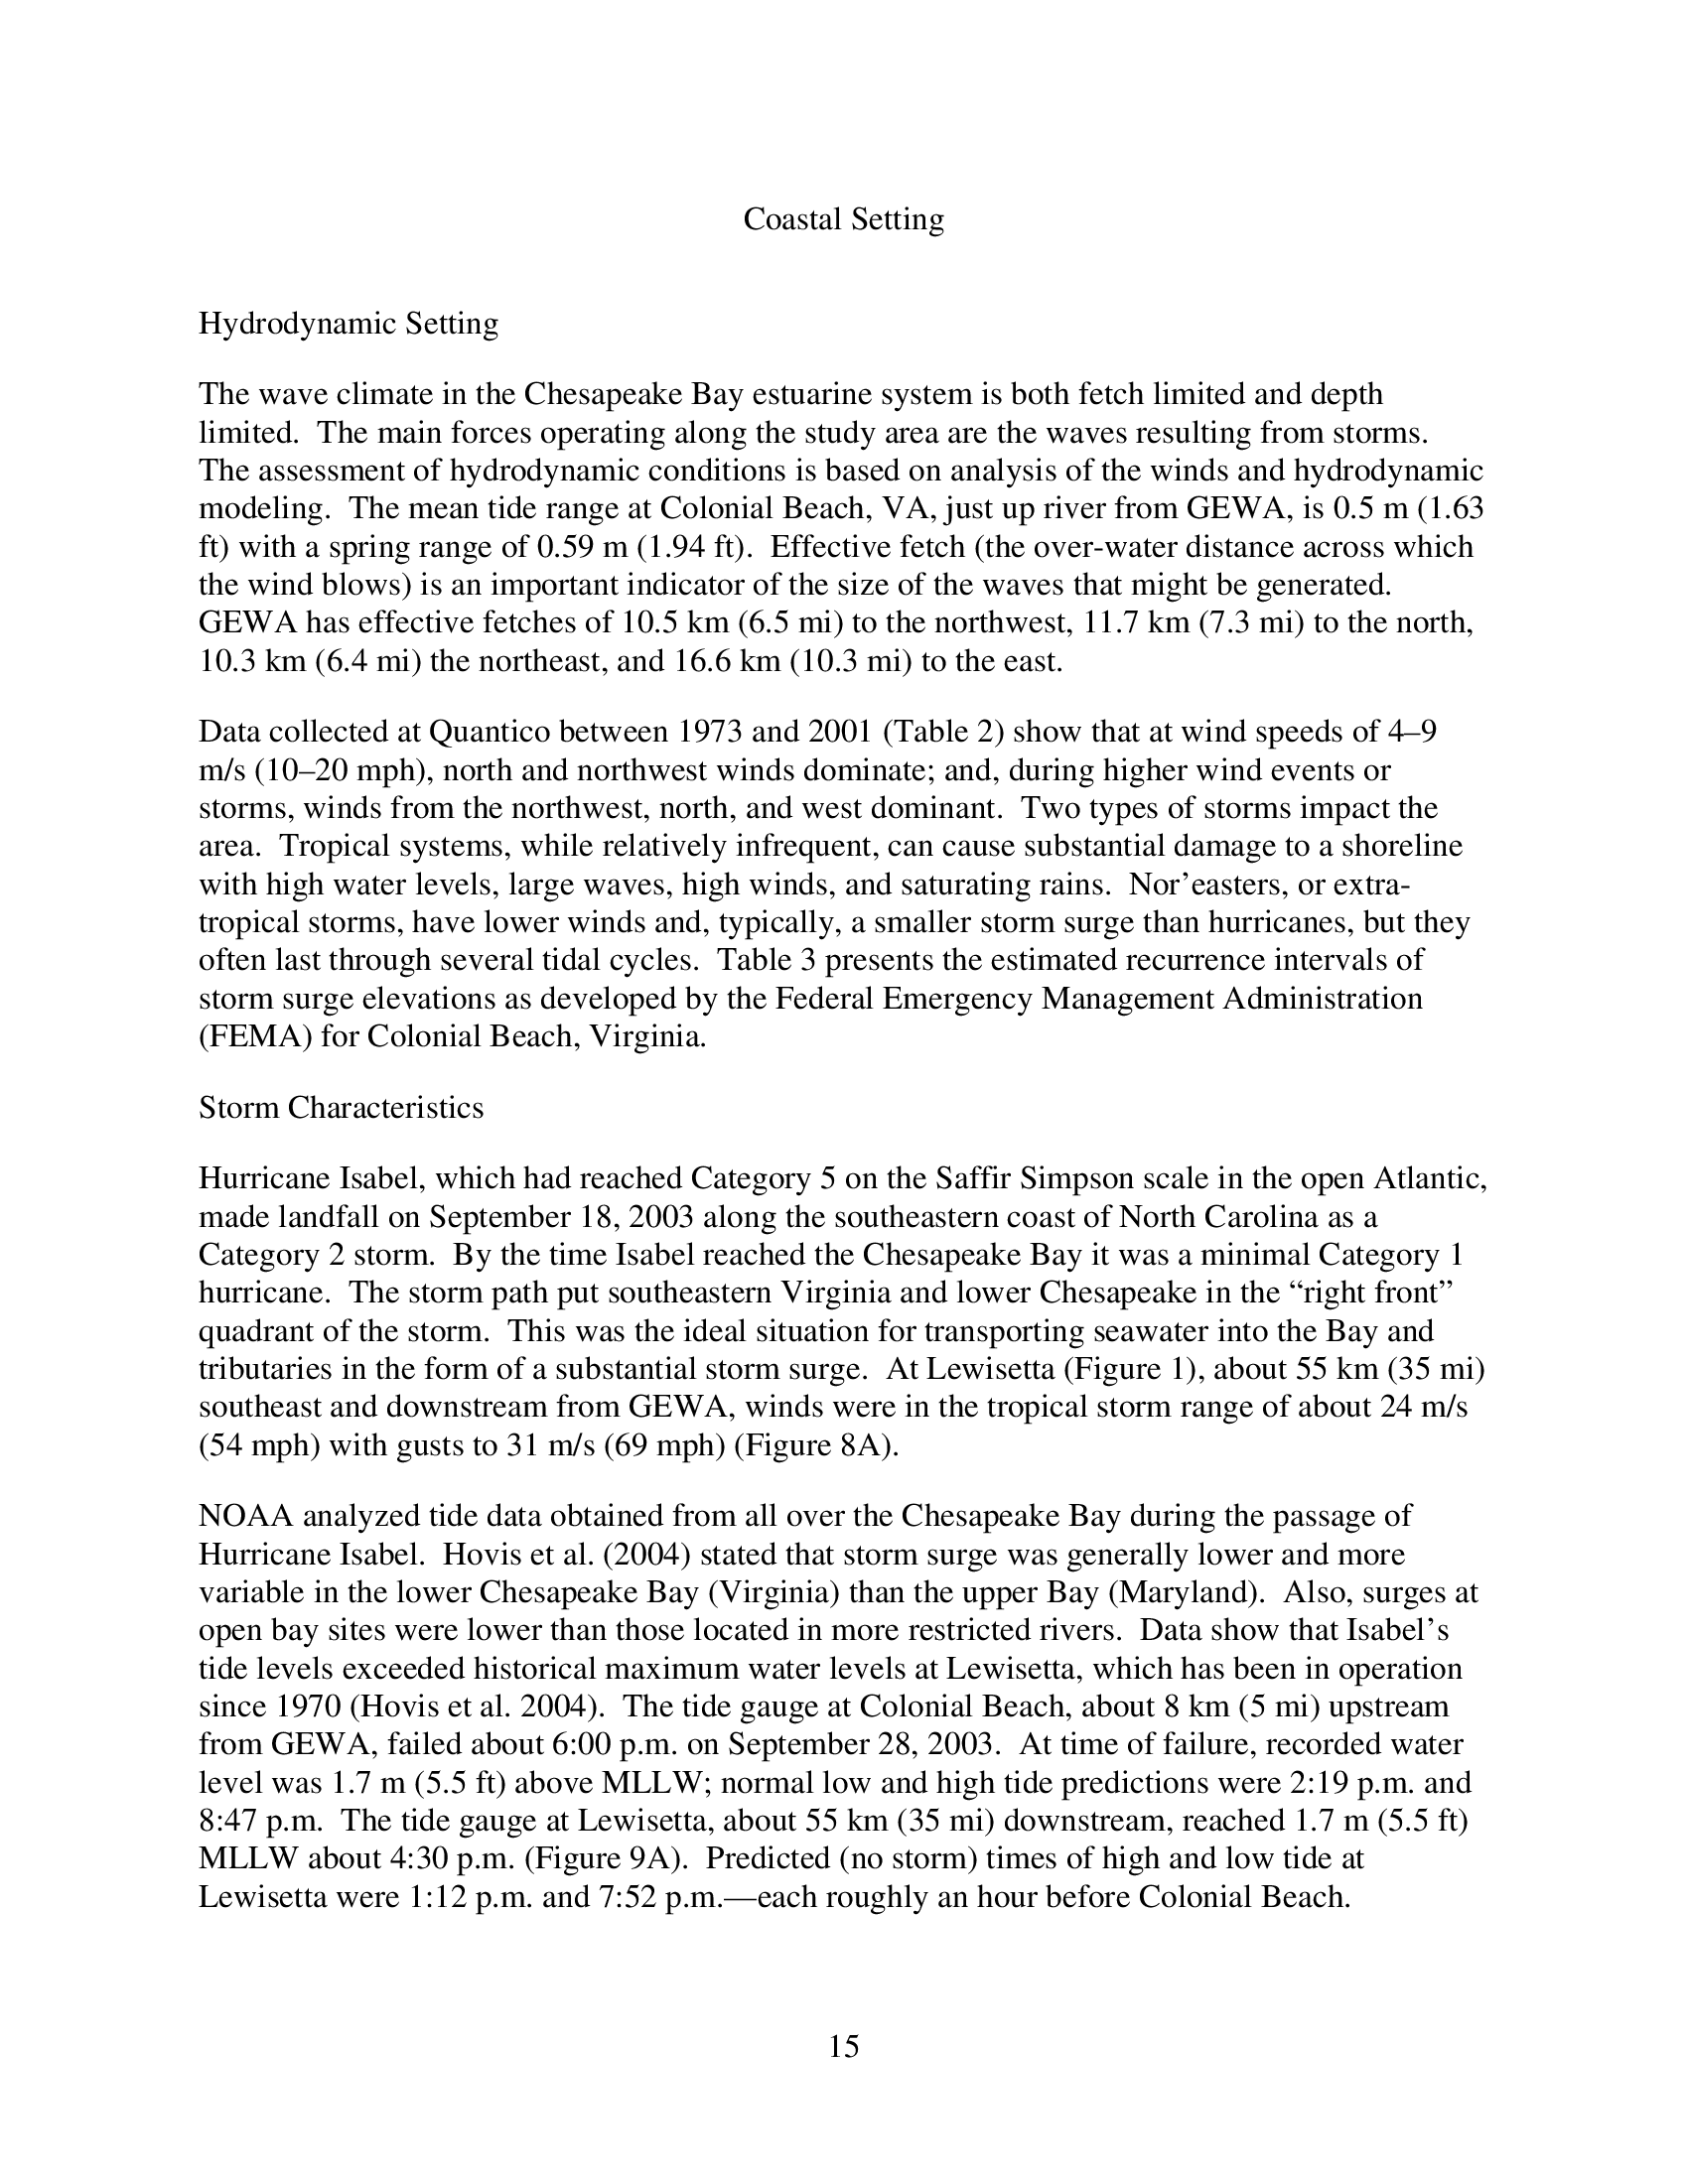 Coastal Setting
Hydrodynamic Setting
The wave climate in the Chesapeake Bay estuarine system is both fetch limited and depth
limited.  The main forces operating along the study area are the waves resulting from storms.
The assessment of hydrodynamic conditions is based on analysis of the winds and hydrodynamic
modeling.  The mean tide range at Colonial Beach, VA, just up river from GEWA, is 0.5 m (1.63
ft) with a spring range of 0.59 m (1.94 ft).  Effective fetch (the over-water distance across which
the wind blows) is an important indicator of the size of the waves that might be generated.
GEWA has effective fetches of 10.5 km (6.5 mi) to the northwest, 11.7 km (7.3 mi) to the north,
10.3 km (6.4 mi) the northeast, and 16.6 km (10.3 mi) to the east.
Data collected at Quantico between 1973 and 2001 (Table 2) show that at wind speeds of 4–9
m/s (10–20 mph), north and northwest winds dominate; and, during higher wind events or
storms, winds from the northwest, north, and west dominant.  Two types of storms impact the
area.  Tropical systems, while relatively infrequent, can cause substantial damage to a shoreline
with high water levels, large waves, high winds, and saturating rains.  Nor’easters, or extra-
tropical storms, have lower winds and, typically, a smaller storm surge than hurricanes, but they
often last through several tidal cycles.  Table 3 presents the estimated recurrence intervals of
storm surge elevations as developed by the Federal Emergency Management Administration
(FEMA) for Colonial Beach, Virginia.
Storm Characteristics
Hurricane Isabel, which had reached Category 5 on the Saffir Simpson scale in the open Atlantic,
made landfall on September 18, 2003 along the southeastern coast of North Carolina as a
Category 2 storm.  By the time Isabel reached the Chesapeake Bay it was a minimal Category 1
hurricane.  The storm path put southeastern Virginia and lower Chesapeake in the “right front”
quadrant of the storm.  This was the ideal situation for transporting seawater into the Bay and
tributaries in the form of a substantial storm surge.  At Lewisetta (Figure 1), about 55 km (35 mi)
southeast and downstream from GEWA, winds were in the tropical storm range of about 24 m/s
(54 mph) with gusts to 31 m/s (69 mph) (Figure 8A).
NOAA analyzed tide data obtained from all over the Chesapeake Bay during the passage of
Hurricane Isabel.  Hovis et al. (2004) stated that storm surge was generally lower and more
variable in the lower Chesapeake Bay (Virginia) than the upper Bay (Maryland).  Also, surges at
open bay sites were lower than those located in more restricted rivers.  Data show that Isabel’s
tide levels exceeded historical maximum water levels at Lewisetta, which has been in operation
since 1970 (Hovis et al. 2004).  The tide gauge at Colonial Beach, about 8 km (5 mi) upstream
from GEWA, failed about 6:00 p.m. on September 28, 2003.  At time of failure, recorded water
level was 1.7 m (5.5 ft) above MLLW; normal low and high tide predictions were 2:19 p.m. and
8:47 p.m.  The tide gauge at Lewisetta, about 55 km (35 mi) downstream, reached 1.7 m (5.5 ft)
MLLW about 4:30 p.m. (Figure 9A).  Predicted (no storm) times of high and low tide at
Lewisetta were 1:12 p.m. and 7:52 p.m.—each roughly an hour before Colonial Beach.
15